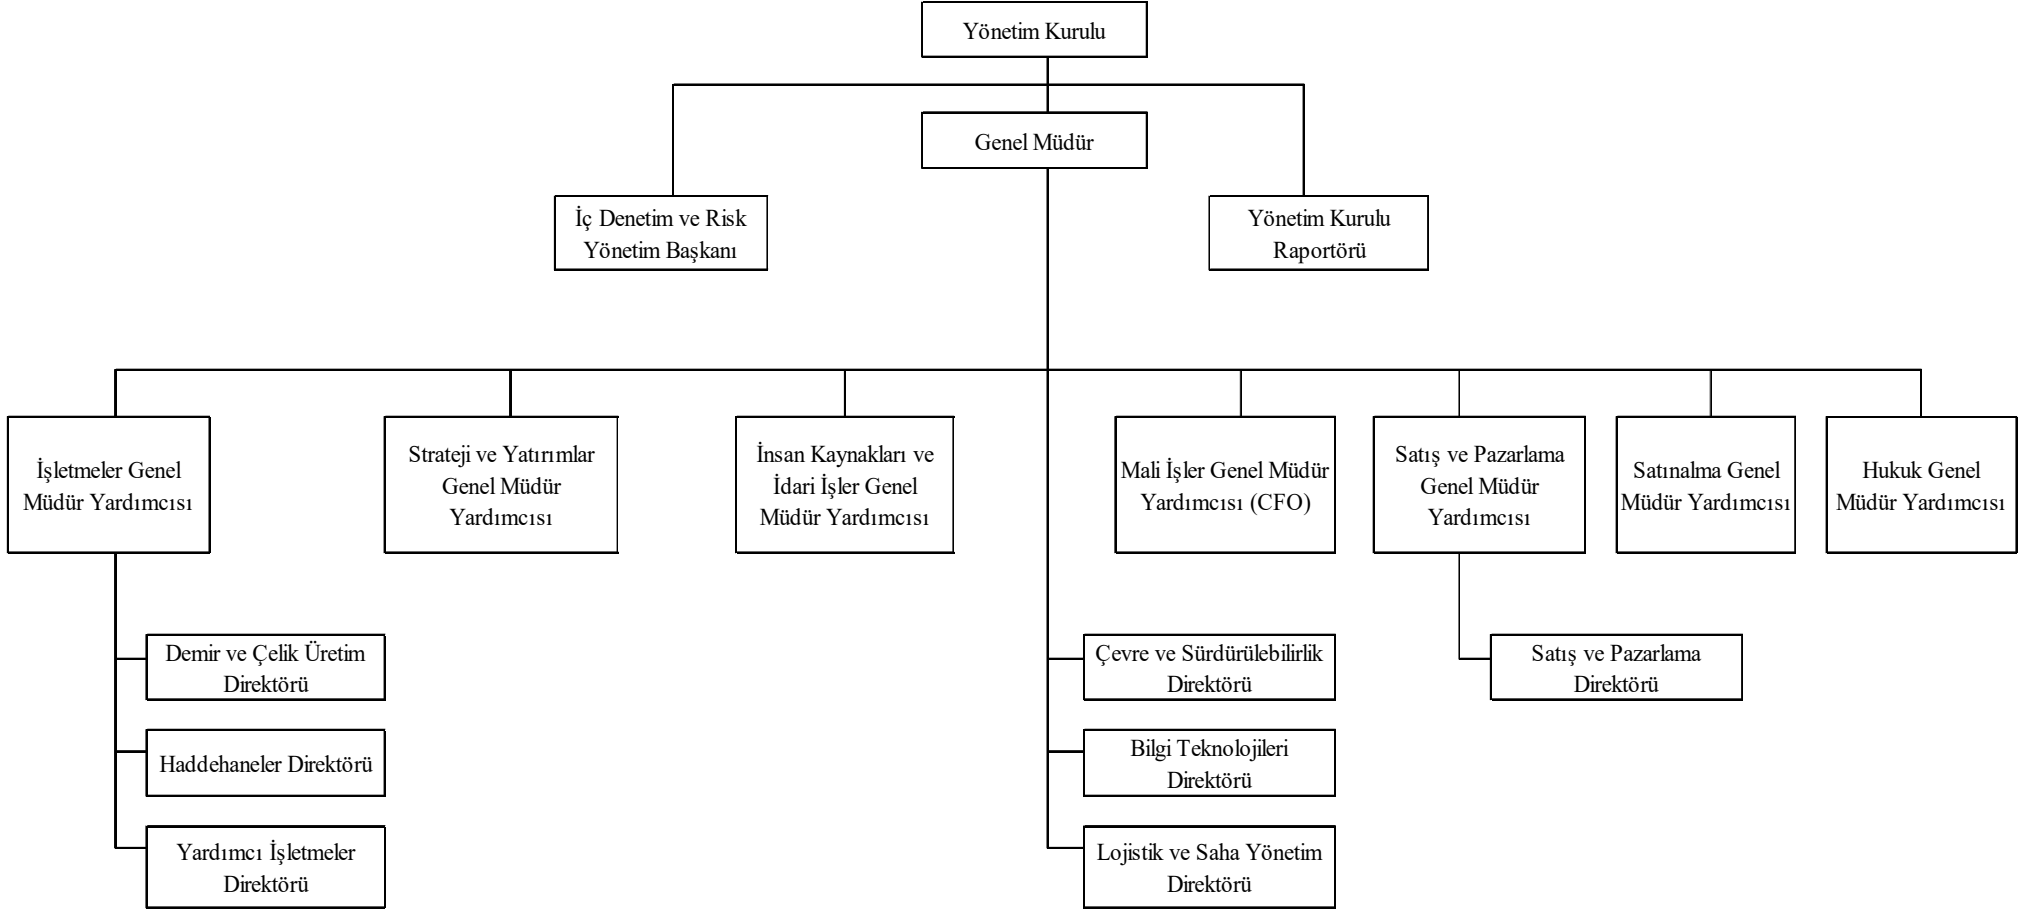 Yönetim Kurulu
Genel Müdür
İç Denetim ve Risk
Yönetim Başkanı
Yönetim Kurulu
Raportörü
İşletmeler Genel
Müdür Yardımcısı
Strateji ve Yatırımlar
Genel Müdür
Yardımcısı
İnsan Kaynakları ve
İdari İşler Genel
Müdür Yardımcısı
Mali İşler Genel Müdür
Yardımcısı (CFO)
Satış ve Pazarlama
Genel Müdür
Yardımcısı
Satınalma Genel
Müdür Yardımcısı
Hukuk Genel
Müdür Yardımcısı
Demir ve Çelik Üretim
Direktörü
Haddehaneler Direktörü
Yardımcı İşletmeler
Direktörü
Çevre ve Sürdürülebilirlik
Direktörü
Bilgi Teknolojileri
Direktörü
Lojistik ve Saha Yönetim
Direktörü
Satış ve Pazarlama
Direktörü